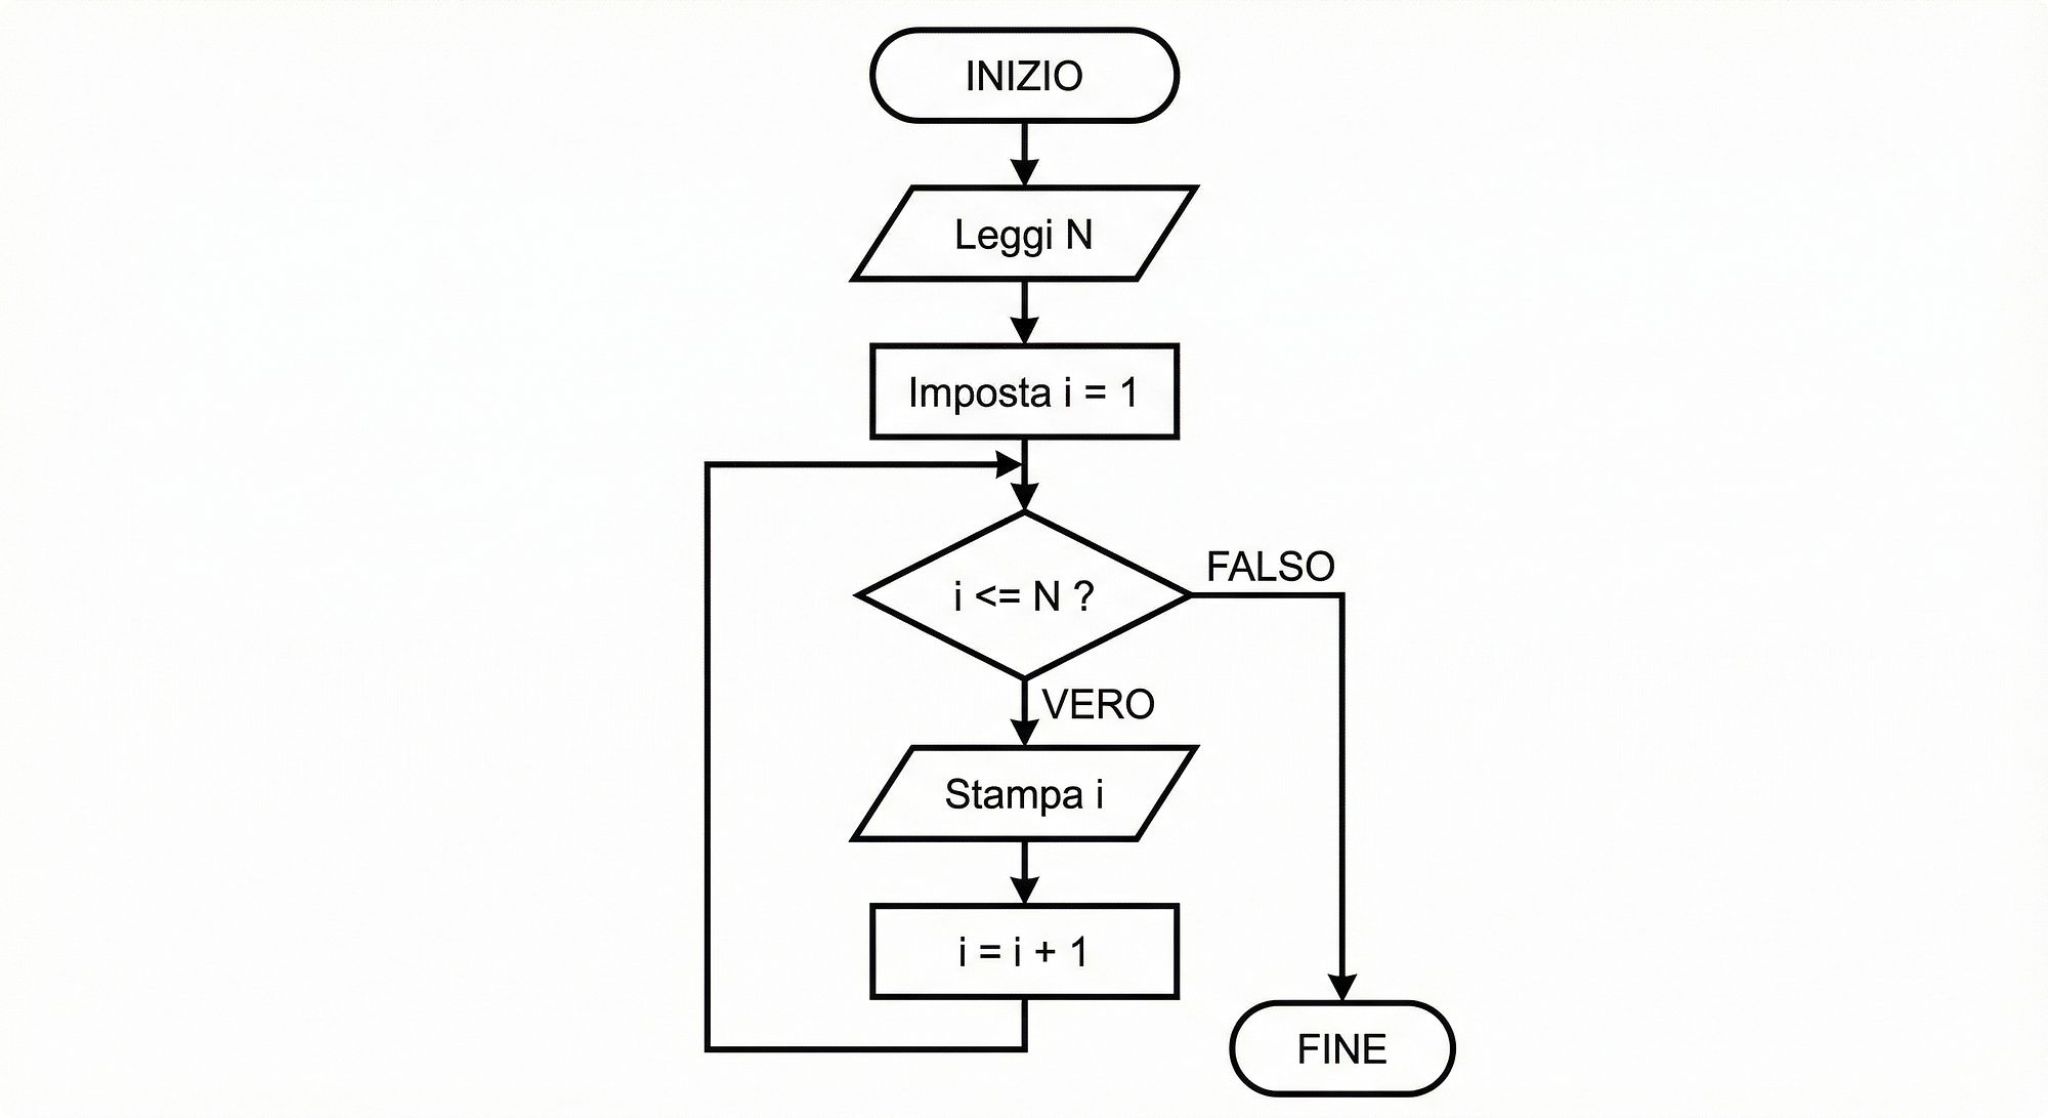 INIZIO
Leggi N
Imposta i = 1
i <= N ?
FALSO
VERO
Stampa i
i = i + 1
FINE